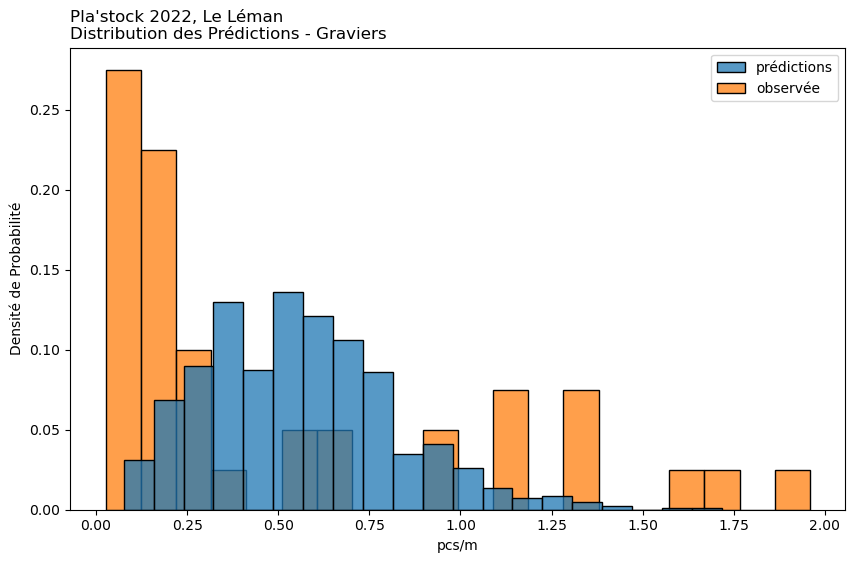 Pla'stock 2022, Le Léman
Distribution des Prédictions - Graviers
prédictions
observée
Densité de Probabilité
0.25
0.20
0.15
0.10
0.05
0.00
0.00 0.25 0.50 0.75 1.00 1.25 1.50 1.75 2.00
pcs/m